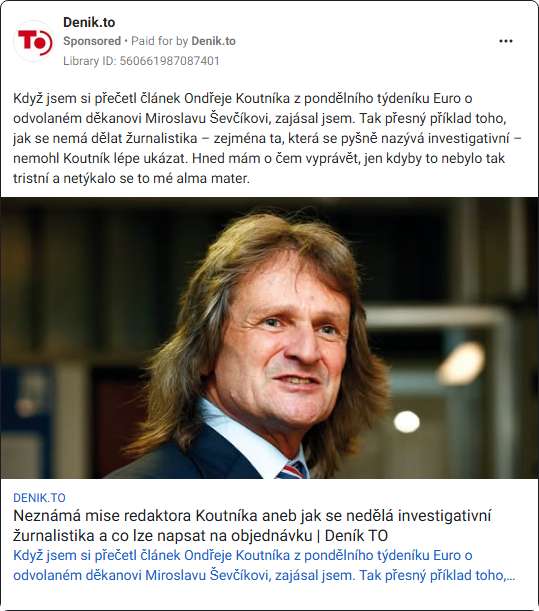 Denik.to
Sponsored • Paid for by Denik.to
Library ID: 560661987087401
TO
Když jsem si přečetl článek Ondřeje Koutníka z pondělního týdeníku Euro o
odvolaném děkanovi Miroslavu Ševčíkovi, zajásal jsem. Tak přesný příklad toho,
jak se nemá dělat žurnalistika – zejména ta, která se pyšně nazývá investigativní –
nemohl Koutník lépe ukázat. Hned mám o čem vyprávět, jen kdyby to nebylo tak
tristní a netýkalo se to mé alma mater.
DENIK.TO
Neznámá mise redaktora Koutníka aneb jak se nedělá investigativní
žurnalistika a co lze napsat na objednávku | Deník TO
Když jsem si přečetl článek Ondřeje Koutníka z pondělního týdeníku Euro o
odvolaném děkanovi Miroslavu Ševčíkovi, zajásal jsem. Tak přesný příklad toho,...